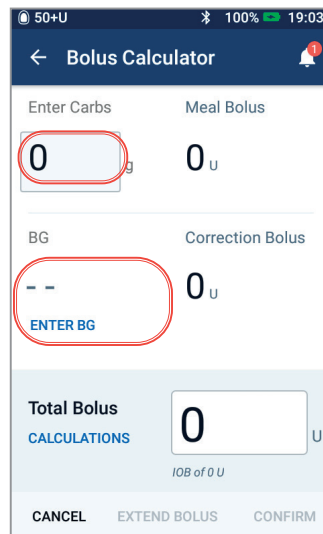 50+U 100% 19:03
Bolus Calculator 1
Enter Carbs Meal Bolus
0 g 0 U
BG Correction Bolus
-- 0 U
ENTER BG
Total Bolus 0 U
CALCULATIONS
IOB of 0 U
CANCEL EXTEND BOLUS CONFIRM